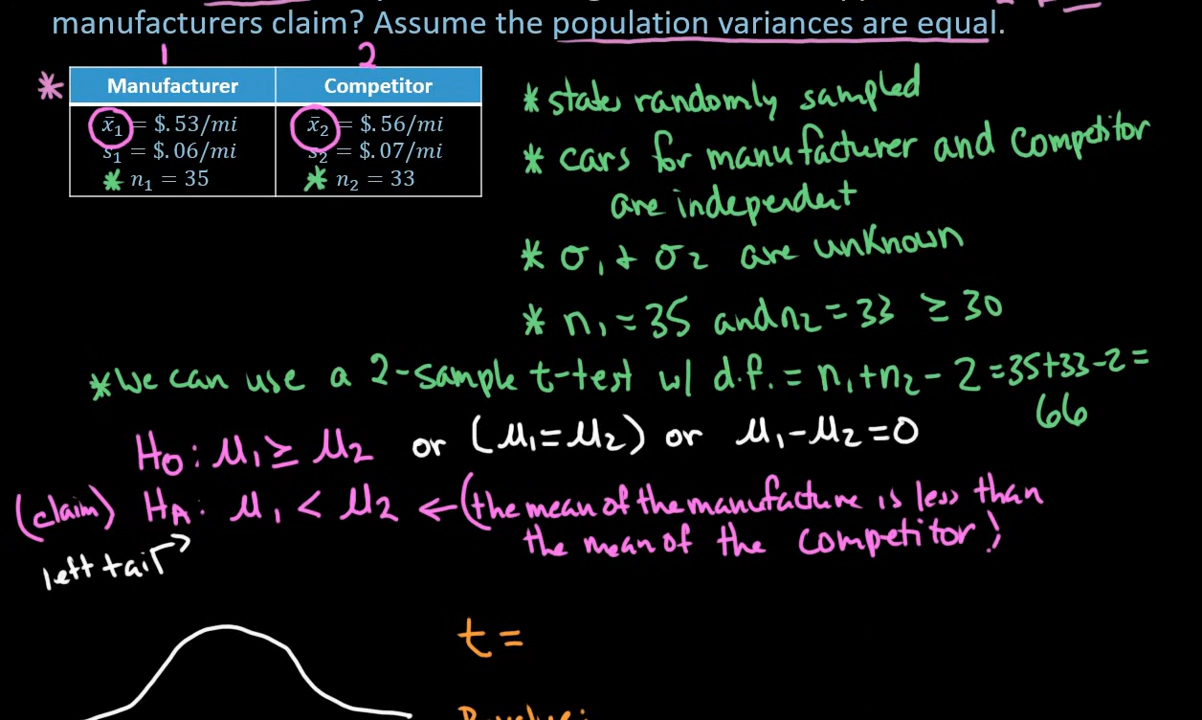 manufacturers claim? Assume the population variances are equal.
1 2
* Manufacturer Competitor
x̄₁ = $.53/mi x̄₂ = $.56/mi
s₁ = $.06/mi s₂ = $.07/mi
* n₁ = 35 * n₂ = 33
* states randomly sampled
* cars for manufacturer and competitor
are independent
* σ₁ + σ₂ are unknown
* n₁ = 35 and n₂ = 33 ≥ 30
* We can use a 2-sample t-test w/ d.f. = n₁+n₂ - 2 = 35+33-2 =
66
H₀: μ₁ ≥ μ₂ or (μ₁ = μ₂) or μ₁-μ₂ = 0
(claim) Hₐ: μ₁ < μ₂ ← (the mean of the manufacture is less than
the mean of the competitor)
left tail →
t =
P-value: